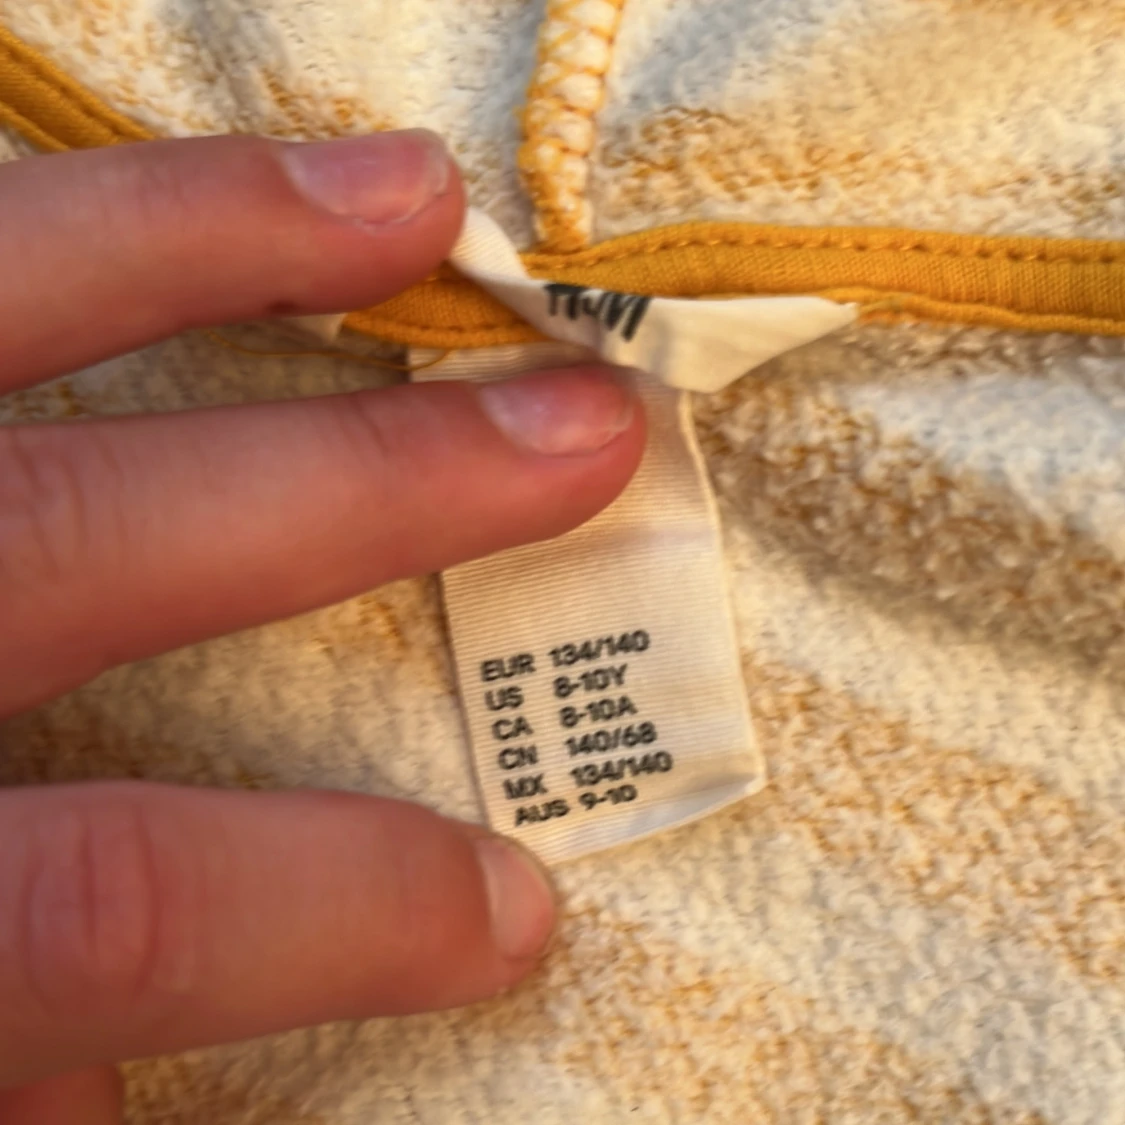 H&M
EUR 134/140
US 8-10Y
CA 8-10A
CN 140/68
MX 134/140
AUS 9-10